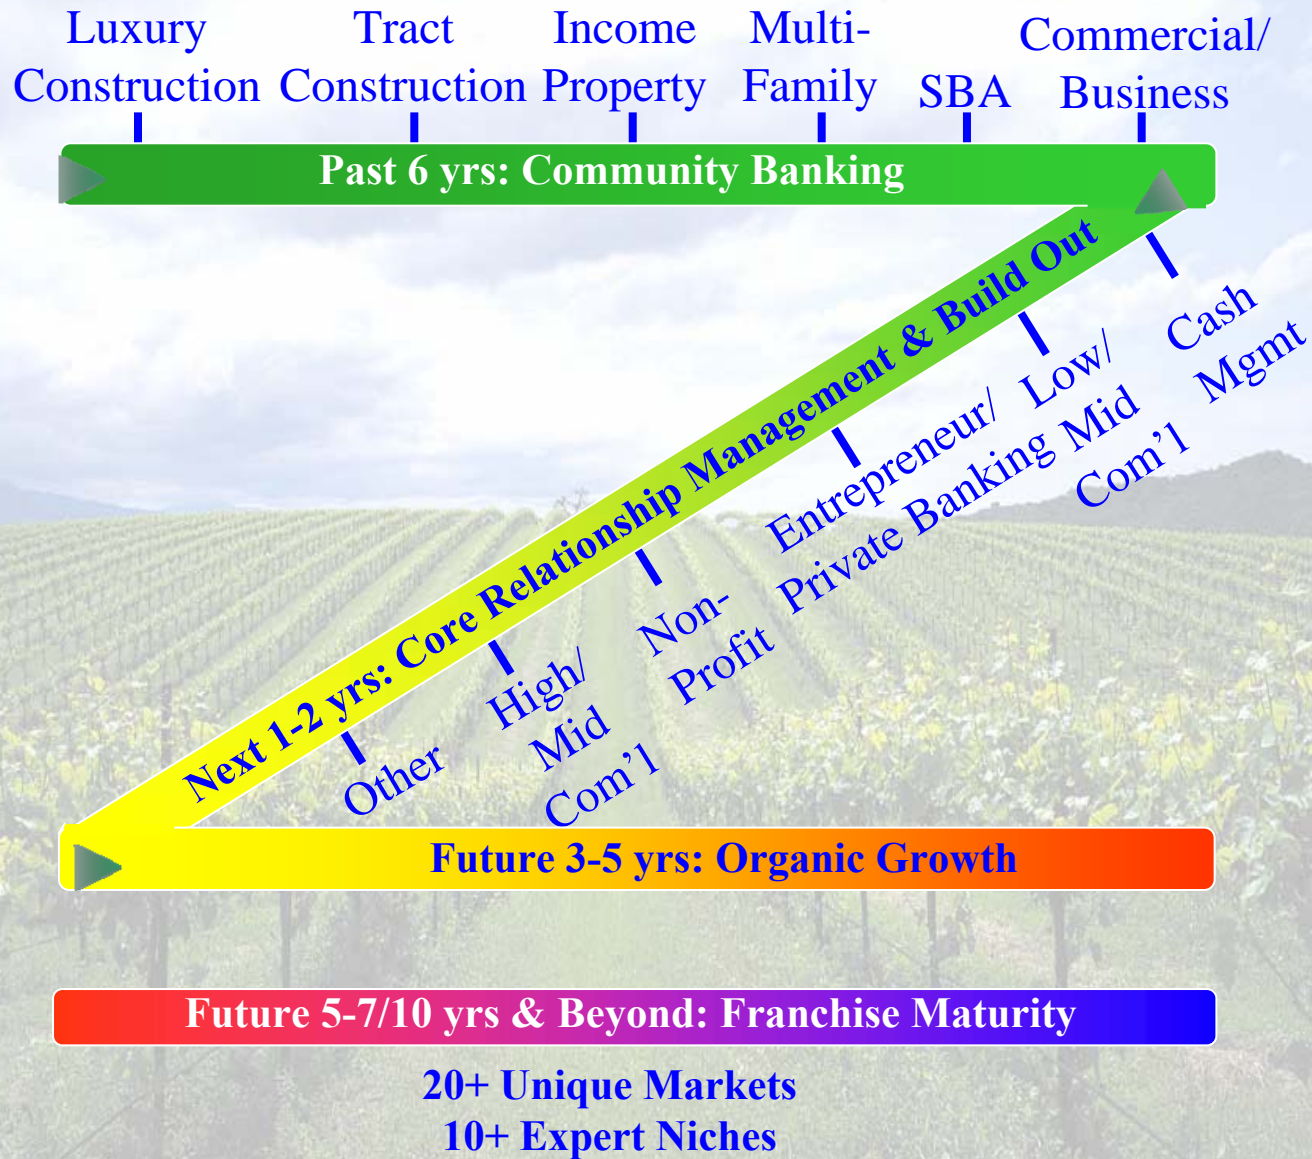 Luxury
Construction
Tract
Construction
Income
Property
Multi-
Family
SBA
Commercial/
Business
Past 6 yrs: Community Banking
Next 1-2 yrs: Core Relationship Management & Build Out
Cash
Mgmt
Low/
Mid
Com’l
Entrepreneur/
Private Banking
Non-
Profit
High/
Mid
Com’l
Other
Future 3-5 yrs: Organic Growth
Future 5-7/10 yrs & Beyond: Franchise Maturity
20+ Unique Markets
10+ Expert Niches